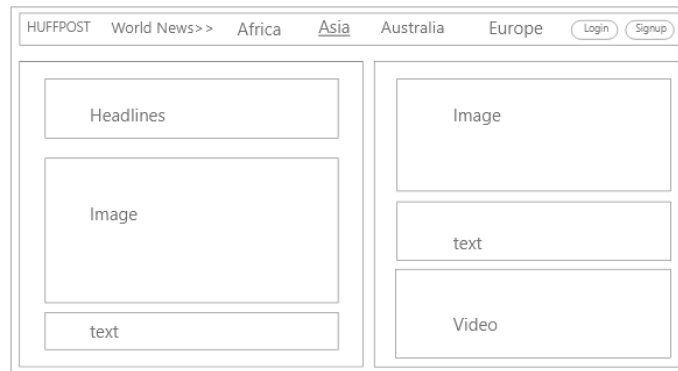 HUFFPOST World News>> Africa Asia Australia Europe Login Signup
Headlines
Image
text
Image
text
Video